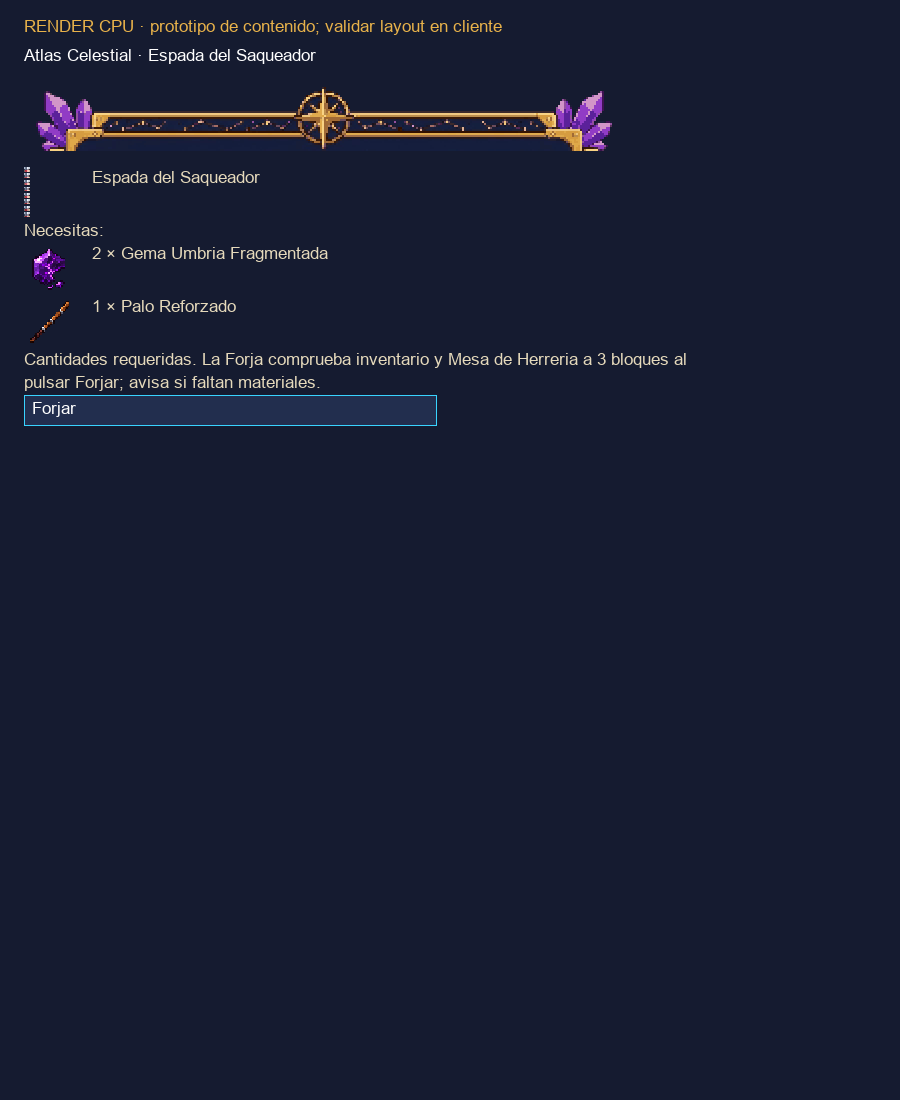 RENDER CPU · prototipo de contenido; validar layout en cliente
Atlas Celestial · Espada del Saqueador
Espada del Saqueador
Necesitas:
2 × Gema Umbria Fragmentada
1 × Palo Reforzado
Cantidades requeridas. La Forja comprueba inventario y Mesa de Herreria a 3 bloques al
pulsar Forjar; avisa si faltan materiales.
Forjar